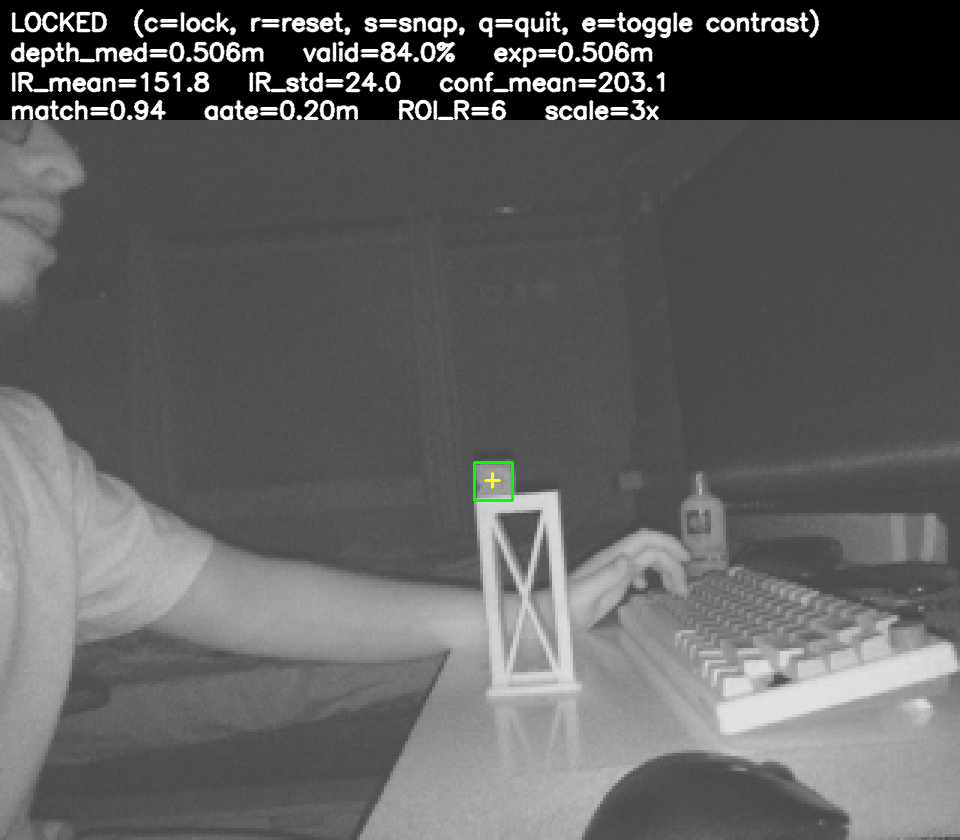 LOCKED (c=lock, r=reset, s=snap, q=quit, e=toggle contrast)
depth_med=0.506m valid=84.0% exp=0.506m
IR_mean=151.8 IR_std=24.0 conf_mean=203.1
match=0.94 gate=0.20m ROI_R=6 scale=3x